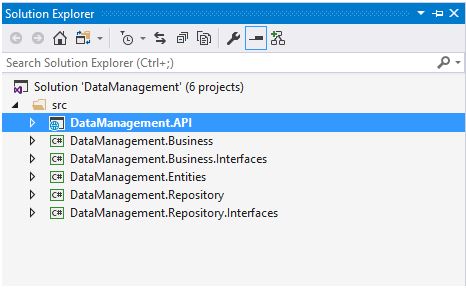 Solution Explorer
Search Solution Explorer (Ctrl+;)
Solution 'DataManagement' (6 projects)
src
DataManagement.API
C# DataManagement.Business
C# DataManagement.Business.Interfaces
C# DataManagement.Entities
C# DataManagement.Repository
C# DataManagement.Repository.Interfaces